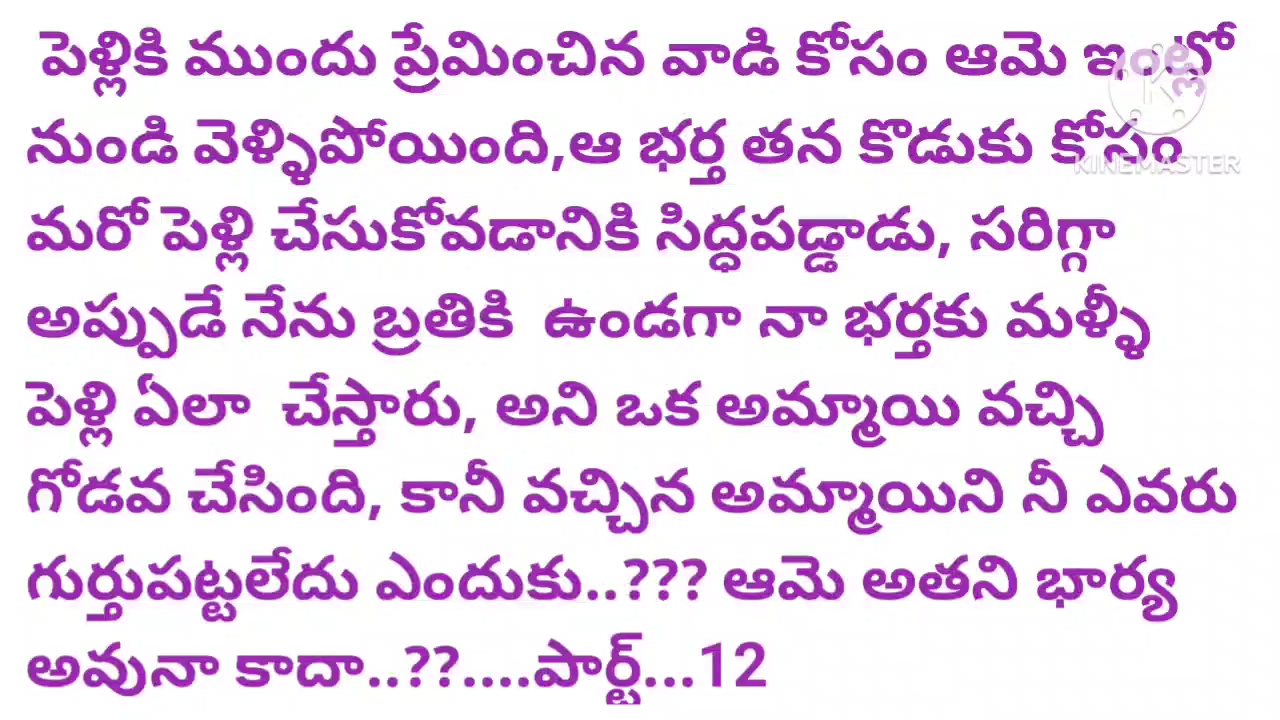 పెళ్లికి ముందు ప్రేమించిన వాడి కోసం ఆమె ఇంట్లో
నుండి వెళ్ళిపోయింది,ఆ భర్త తన కొడుకు కోసం
KINEMASTER
మరో పెళ్లి చేసుకోవడానికి సిద్ధపడ్డాడు, సరిగ్గా
అప్పుడే నేను బ్రతికి ఉండగా నా భర్తకు మళ్ళీ
పెళ్లి ఏలా చేస్తారు, అని ఒక అమ్మాయి వచ్చి
గోడవ చేసింది, కానీ వచ్చిన అమ్మాయిని నీ ఎవరు
గుర్తుపట్టలేదు ఎందుకు..??? ఆమె అతని భార్య
అవునా కాదా..??....పార్ట్...12